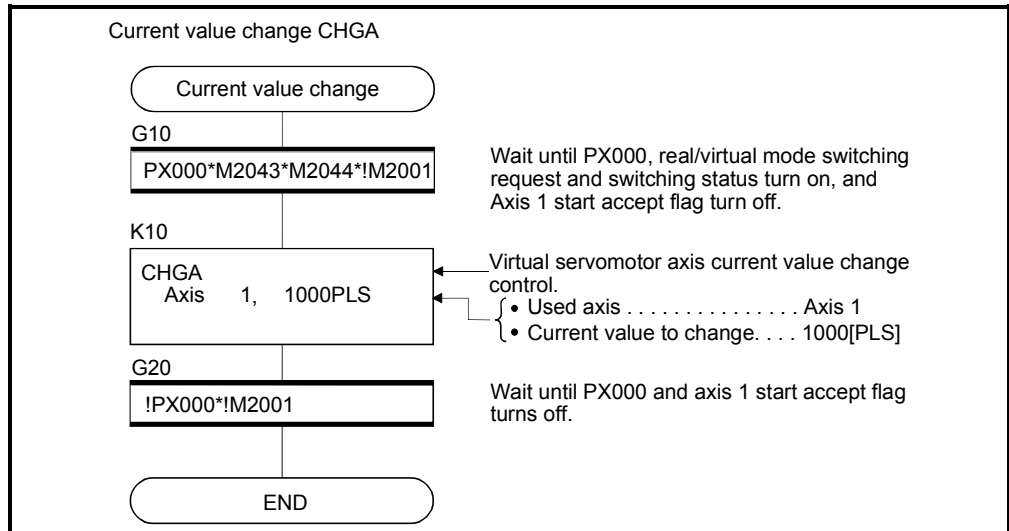 Current value change CHGA
Current value change
G10
PX000*M2043*M2044*!M2001
Wait until PX000, real/virtual mode switching
request and switching status turn on, and
Axis 1 start accept flag turn off.
K10
CHGA
Axis 1, 1000PLS
Virtual servomotor axis current value change
control.
• Used axis . . . . . . . . . . . . . . . Axis 1
• Current value to change. . . . 1000[PLS]
G20
!PX000*!M2001
Wait until PX000 and axis 1 start accept flag
turns off.
END